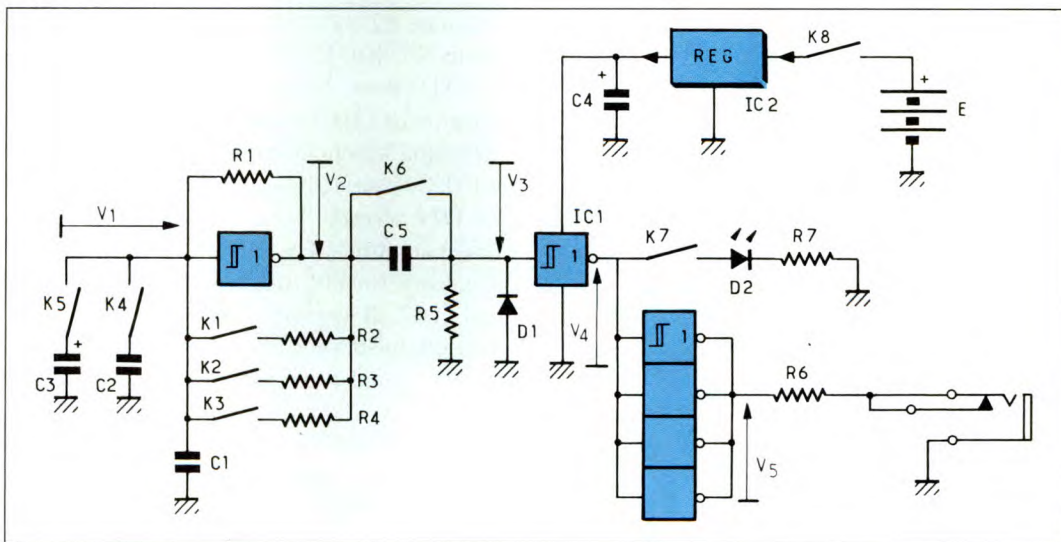 K8
REG
IC2
C4
+
+
E
R1
V2
K6
V3
V1
C5
IC1
1
1
K7
R7
D2
K5
K4
R5
D1
V4
K1
R2
1
+
C3
C2
K2
R3
R6
K3
R4
C1
V5